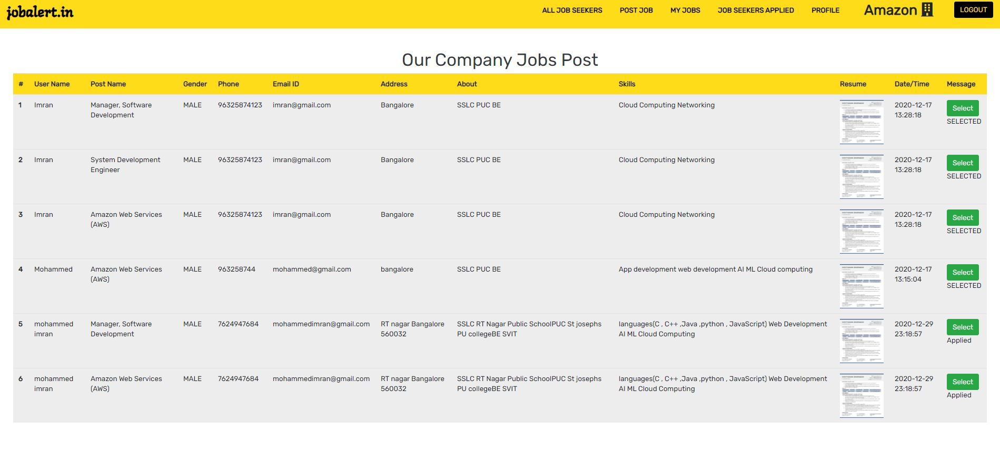 jobalert.in
ALL JOB SEEKERS POST JOB MY JOBS JOB SEEKERS APPLIED PROFILE Amazon LOGOUT
Our Company Jobs Post
# User Name Post Name Gender Phone Email ID Address About Skills Resume Date/Time Message
1 Imran Manager, Software MALE 96325874123 imran@gmail.com Bangalore SSLC PUC BE Cloud Computing Networking 2020-12-17 Select
Development 13:28:18 SELECTED
2 Imran System Development MALE 96325874123 imran@gmail.com Bangalore SSLC PUC BE Cloud Computing Networking 2020-12-17 Select
Engineer 13:28:18 SELECTED
3 Imran Amazon Web Services MALE 96325874123 imran@gmail.com Bangalore SSLC PUC BE Cloud Computing Networking 2020-12-17 Select
(AWS) 13:28:18 SELECTED
4 Mohammed Amazon Web Services MALE 963258744 mohammed@gmail.com bangalore SSLC PUC BE App development web development AI ML Cloud computing 2020-12-17 Select
(AWS) 13:15:04 SELECTED
5 mohammed Manager, Software MALE 7624947684 mohammedimran@gmail.com RT nagar Bangalore SSLC RT Nagar Public SchoolPUC St josephs languages(C , C++ ,Java ,python , JavaScript) Web Development 2020-12-29 Select
imran Development 560032 PU collegeBE SVIT AI ML Cloud Computing 23:18:57 Applied
6 mohammed Amazon Web Services MALE 7624947684 mohammedimran@gmail.com RT nagar Bangalore SSLC RT Nagar Public SchoolPUC St josephs languages(C , C++ ,Java ,python , JavaScript) Web Development 2020-12-29 Select
imran (AWS) 560032 PU collegeBE SVIT AI ML Cloud Computing 23:18:57 Applied